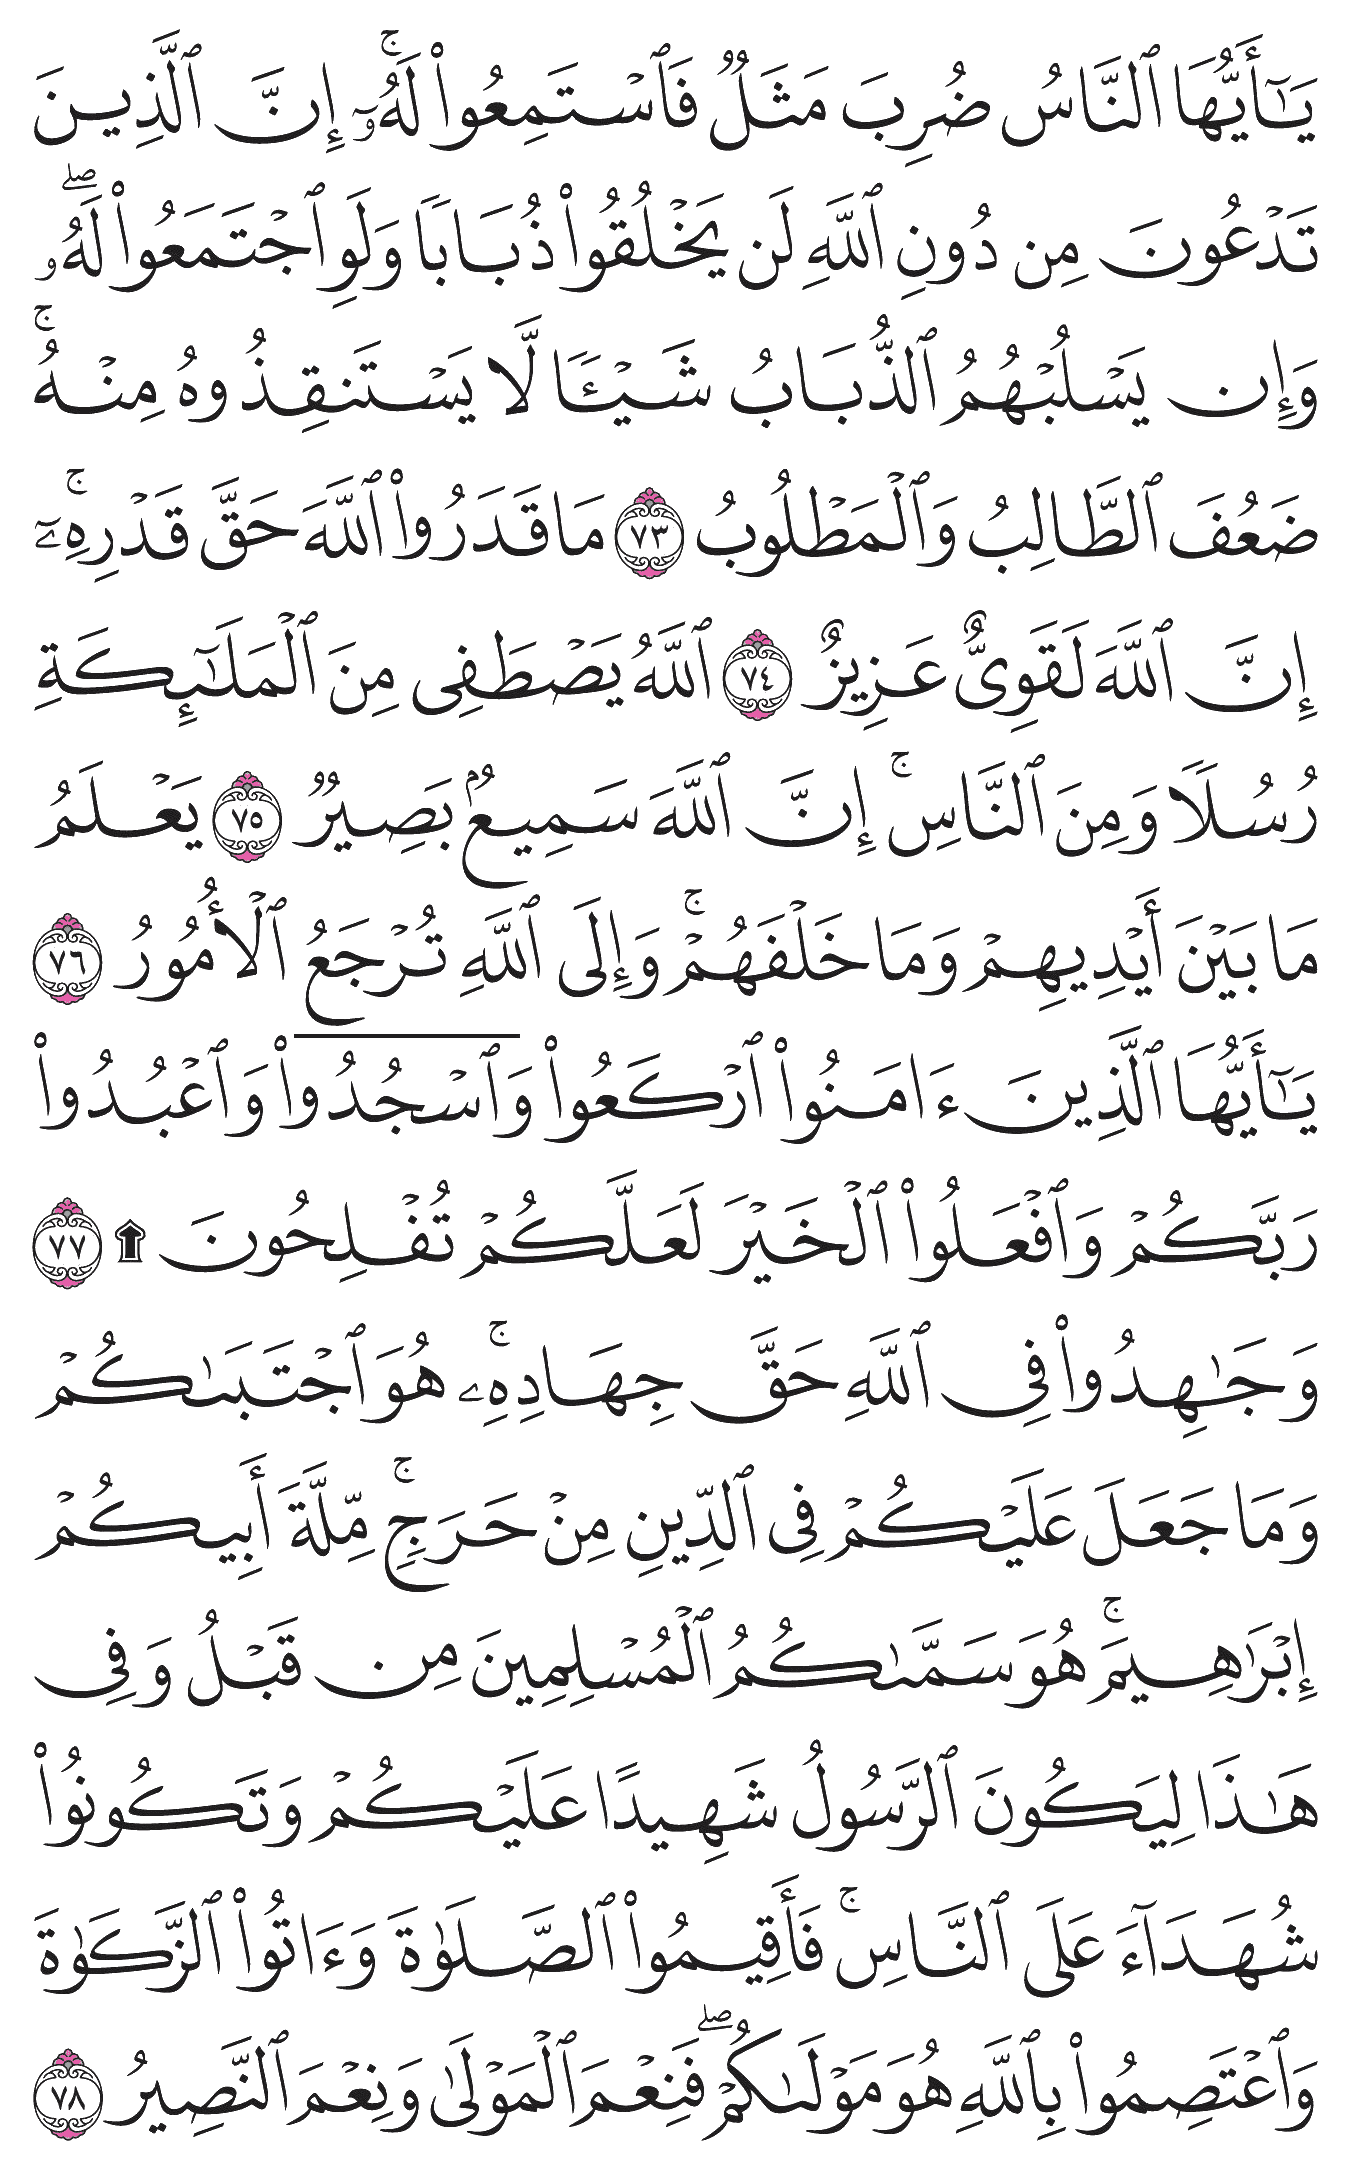 يَـٰٓأَيُّهَا ٱلنَّاسُ ضُرِبَ مَثَلٌ فَٱسْتَمِعُوا۟ لَهُۥٓ ۚ إِنَّ ٱلَّذِينَ
تَدْعُونَ مِن دُونِ ٱللَّهِ لَن يَخْلُقُوا۟ ذُبَابًا وَلَوِ ٱجْتَمَعُوا۟ لَهُۥ ۖ
وَإِن يَسْلُبْهُمُ ٱلذُّبَابُ شَيْـًٔا لَّا يَسْتَنقِذُوهُ مِنْهُ ۚ
ضَعُفَ ٱلطَّالِبُ وَٱلْمَطْلُوبُ ٧٣ مَا قَدَرُوا۟ ٱللَّهَ حَقَّ قَدْرِهِۦٓ ۚ
إِنَّ ٱللَّهَ لَقَوِىٌّ عَزِيزٌ ٧٤ ٱللَّهُ يَصْطَفِى مِنَ ٱلْمَلَـٰٓئِكَةِ
رُسُلًا وَمِنَ ٱلنَّاسِ ۚ إِنَّ ٱللَّهَ سَمِيعٌۢ بَصِيرٌ ٧٥ يَعْلَمُ
مَا بَيْنَ أَيْدِيهِمْ وَمَا خَلْفَهُمْ ۚ وَإِلَى ٱللَّهِ تُرْجَعُ ٱلْأُمُورُ ٧٦
يَـٰٓأَيُّهَا ٱلَّذِينَ ءَامَنُوا۟ ٱرْكَعُوا۟ وَٱسْجُدُوا۟ وَٱعْبُدُوا۟
رَبَّكُمْ وَٱفْعَلُوا۟ ٱلْخَيْرَ لَعَلَّكُمْ تُفْلِحُونَ ۩ ٧٧
وَجَـٰهِدُوا۟ فِى ٱللَّهِ حَقَّ جِهَادِهِۦ ۚ هُوَ ٱجْتَبَىٰكُمْ
وَمَا جَعَلَ عَلَيْكُمْ فِى ٱلدِّينِ مِنْ حَرَجٍ ۚ مِّلَّةَ أَبِيكُمْ
إِبْرَٰهِيمَ ۚ هُوَ سَمَّىٰكُمُ ٱلْمُسْلِمِينَ مِن قَبْلُ وَفِى
هَـٰذَا لِيَكُونَ ٱلرَّسُولُ شَهِيدًا عَلَيْكُمْ وَتَكُونُوا۟
شُهَدَآءَ عَلَى ٱلنَّاسِ ۚ فَأَقِيمُوا۟ ٱلصَّلَوٰةَ وَءَاتُوا۟ ٱلزَّكَوٰةَ
وَٱعْتَصِمُوا۟ بِٱللَّهِ هُوَ مَوْلَىٰكُمْ ۖ فَنِعْمَ ٱلْمَوْلَىٰ وَنِعْمَ ٱلنَّصِيرُ ٧٨